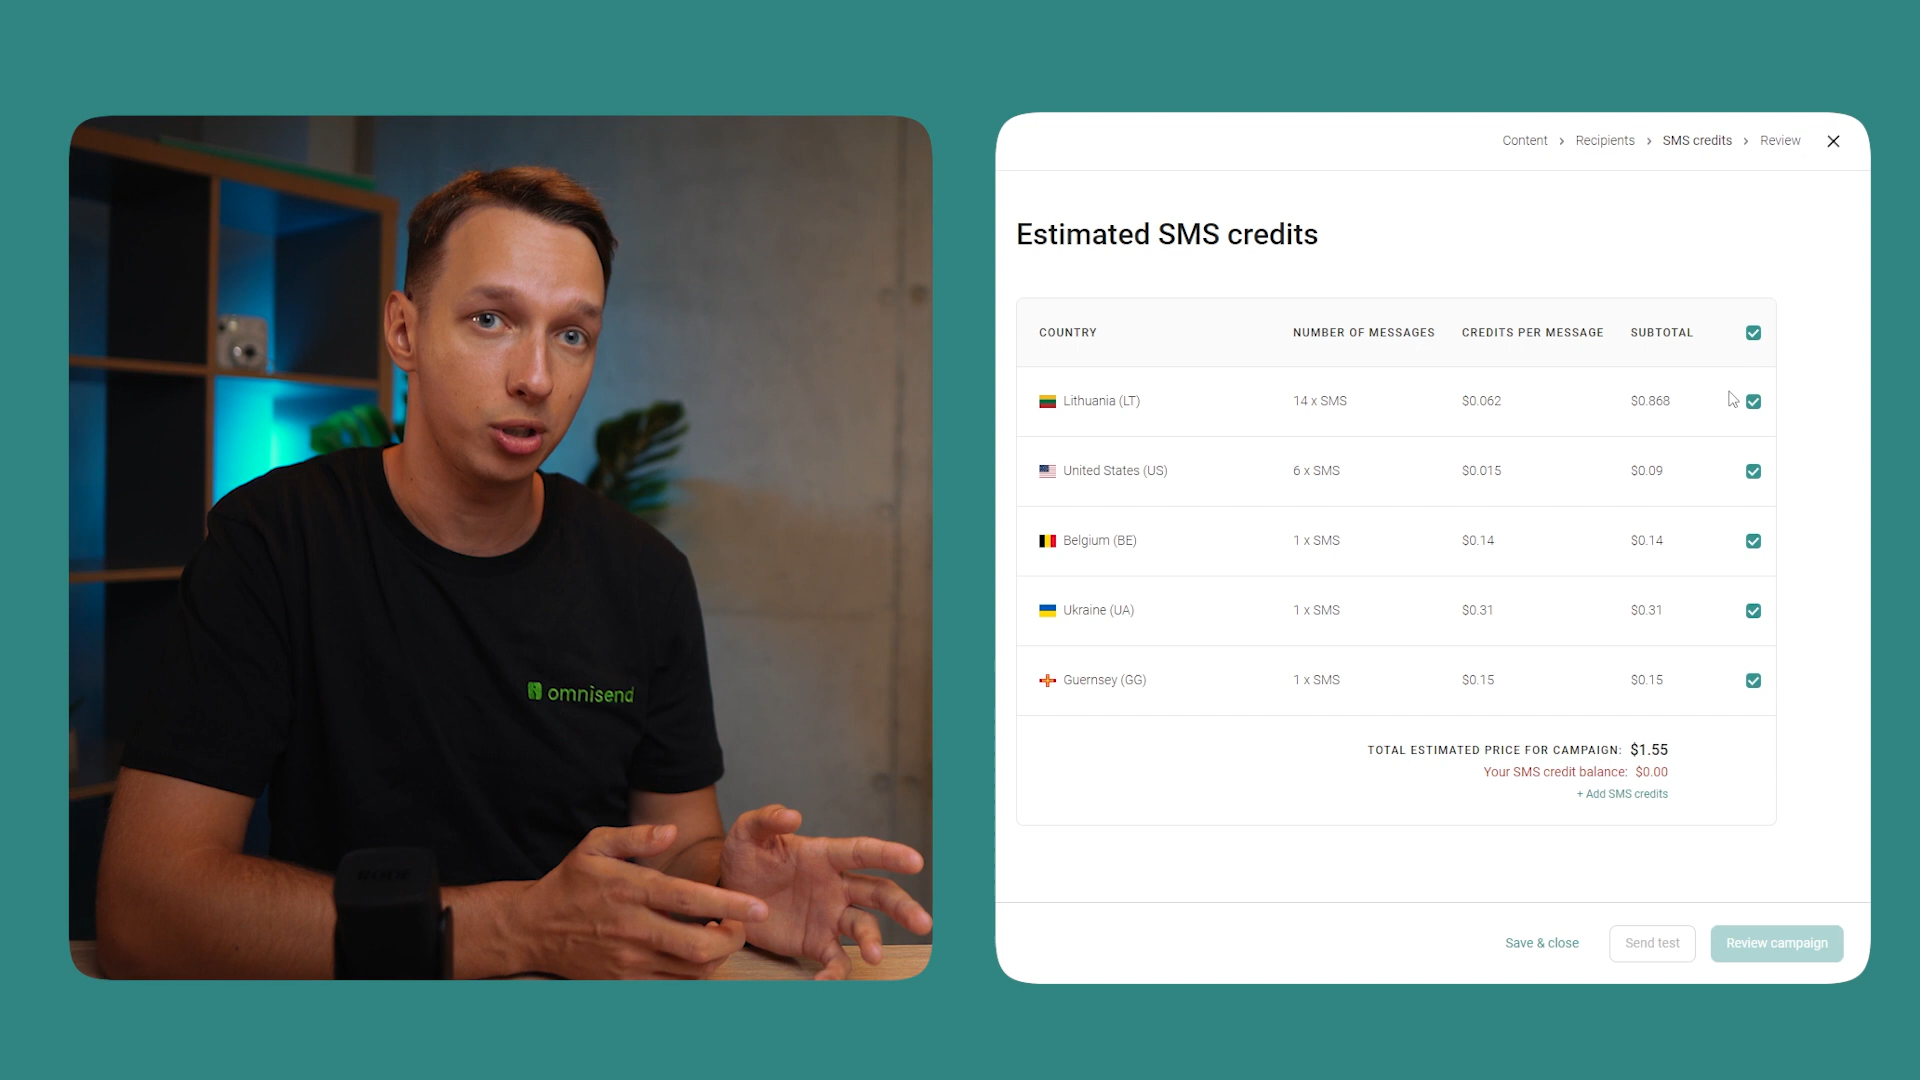 omnisend
Content > Recipients > SMS credits > Review
Estimated SMS credits
COUNTRY NUMBER OF MESSAGES CREDITS PER MESSAGE SUBTOTAL
Lithuania (LT) 14 x SMS $0.062 $0.868
United States (US) 6 x SMS $0.015 $0.09
Belgium (BE) 1 x SMS $0.14 $0.14
Ukraine (UA) 1 x SMS $0.31 $0.31
Guernsey (GG) 1 x SMS $0.15 $0.15
TOTAL ESTIMATED PRICE FOR CAMPAIGN: $1.55
Your SMS credit balance: $0.00
+ Add SMS credits
Save & close Send test Review campaign